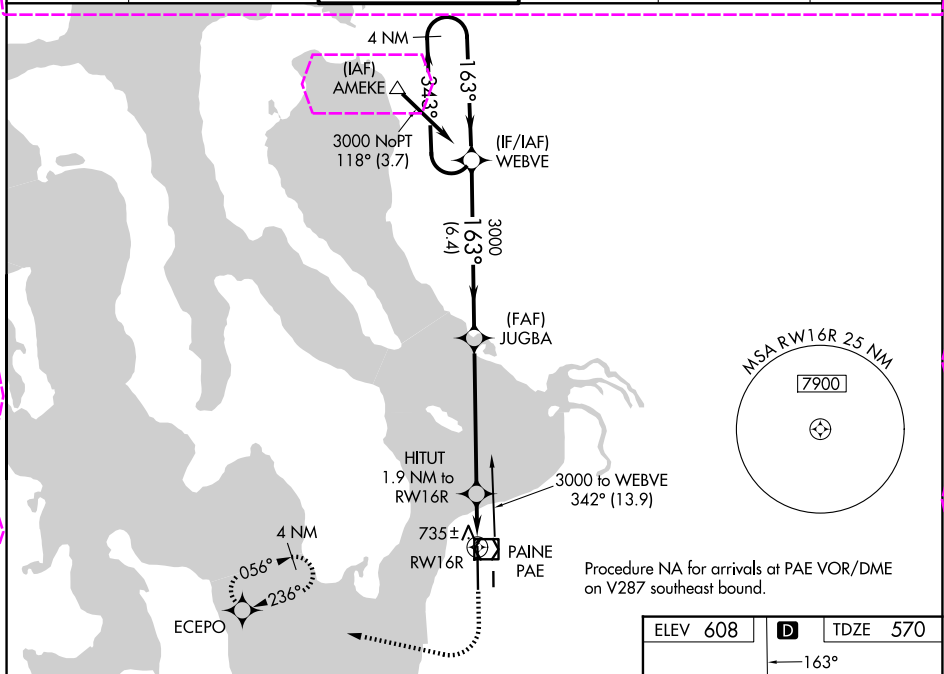 4 NM
(IAF)
AMEKE
343°
163°
3000 NoPT
118° (3.7)
(IF/IAF)
WEBVE
3000
163°
(6.4)
(FAF)
JUGBA
MSA RW16R 25 NM
7900
HITUT
1.9 NM to
RW16R
3000 to WEBVE
342° (13.9)
735±
RW16R
PAINE
PAE
4 NM
056°
236°
ECEPO
Procedure NA for arrivals at PAE VOR/DME
on V287 southeast bound.
ELEV 608
D
TDZE 570
163°